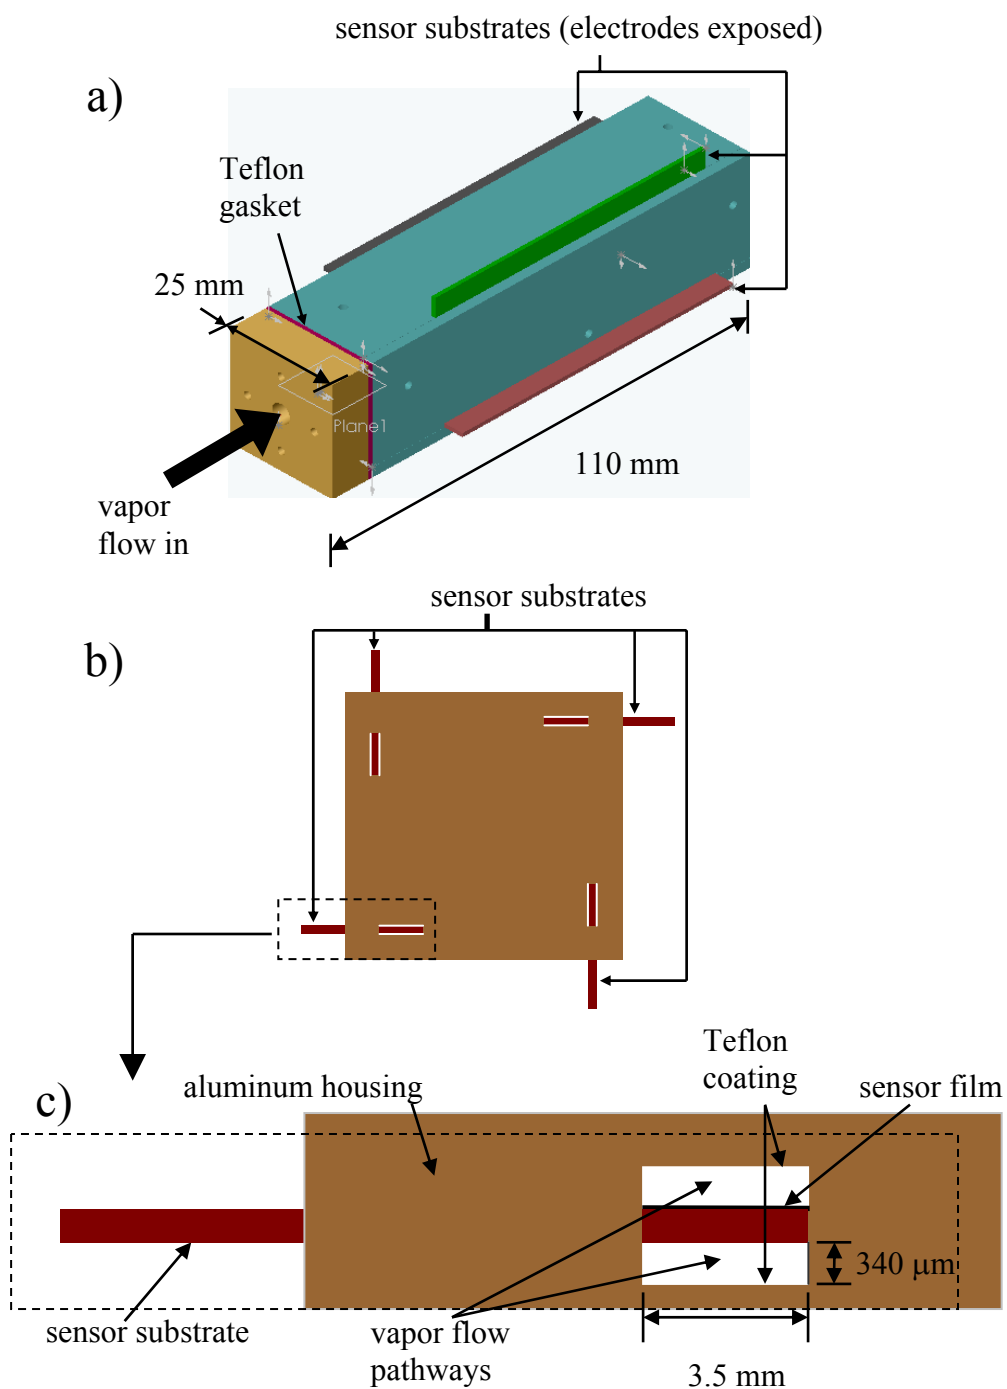 sensor substrates (electrodes exposed)
a)
Teflon
gasket
25 mm
Plane1
110 mm
vapor
flow in
sensor substrates
b)
Teflon
coating
aluminum housing
sensor film
c)
340 μm
sensor substrate
vapor flow
pathways
3.5 mm